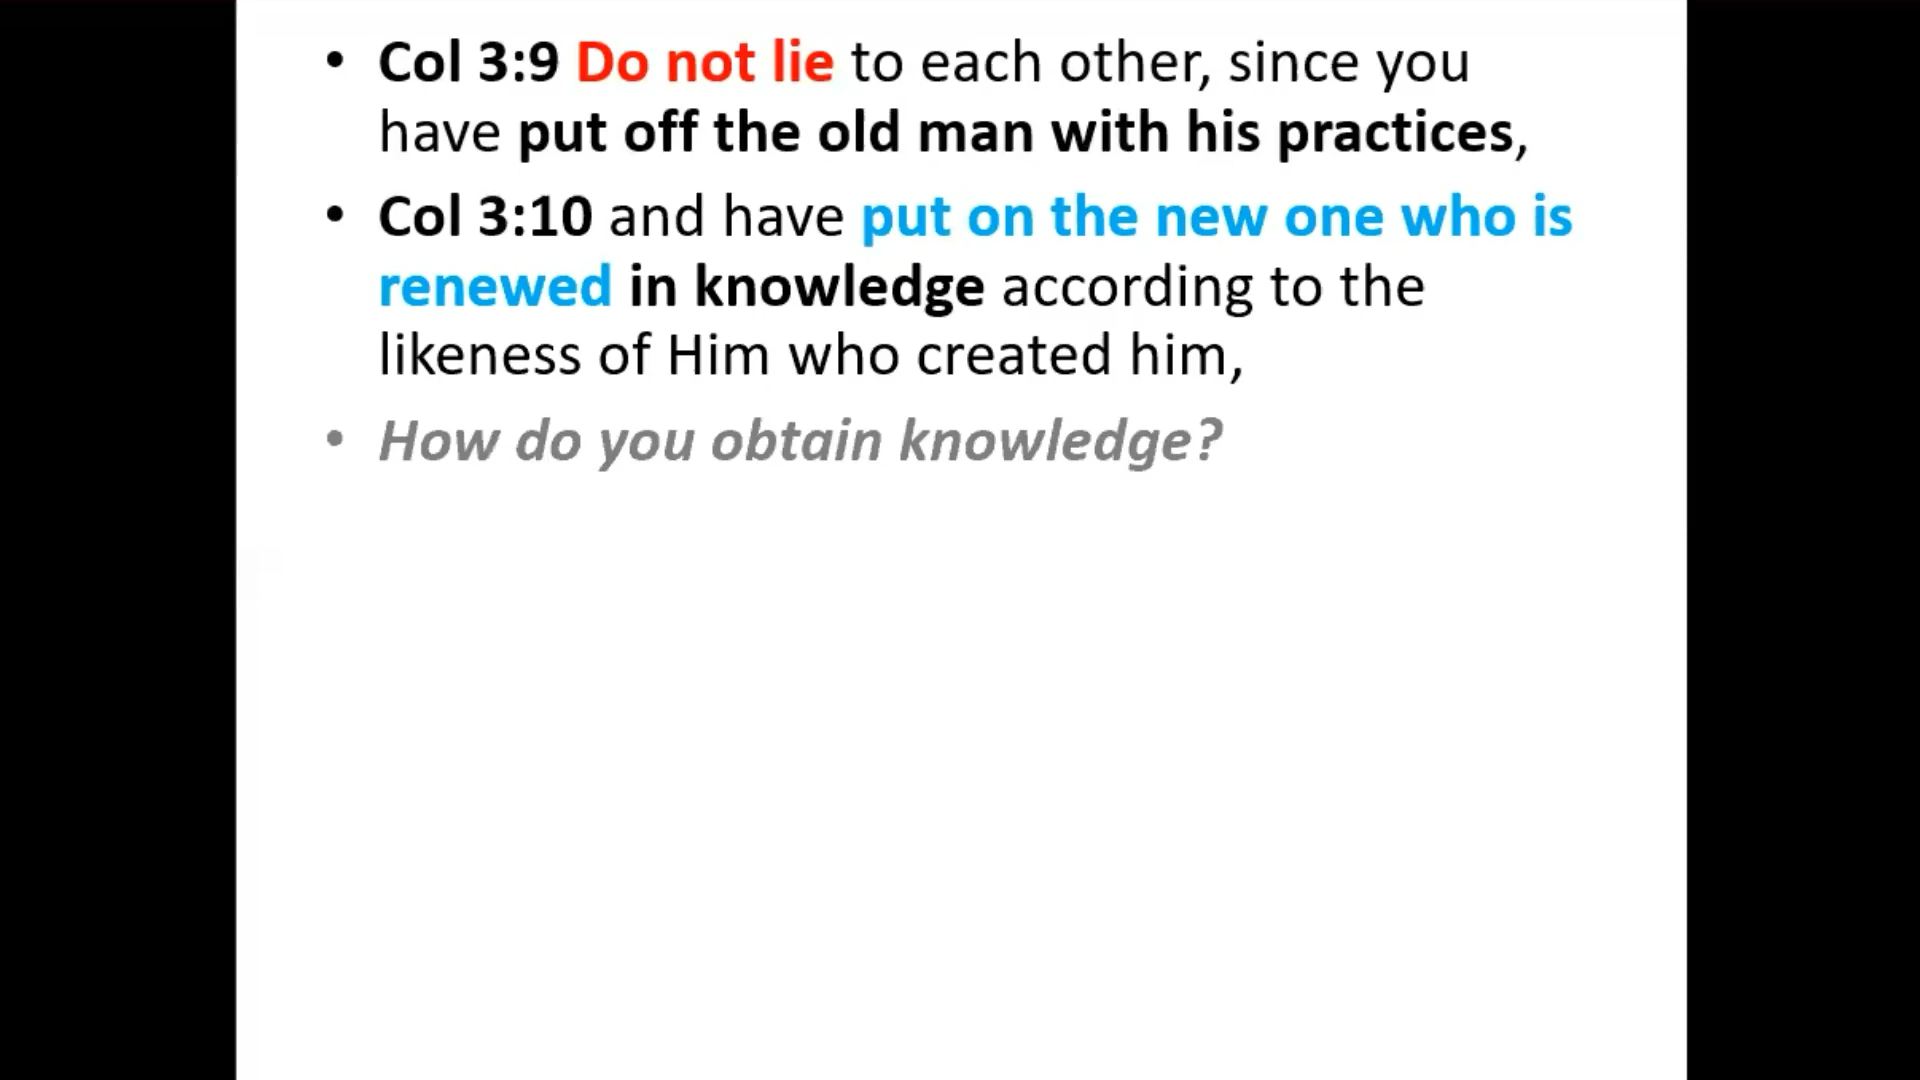 • Col 3:9 Do not lie to each other, since you
have put off the old man with his practices,
• Col 3:10 and have put on the new one who is
renewed in knowledge according to the
likeness of Him who created him,
• How do you obtain knowledge?